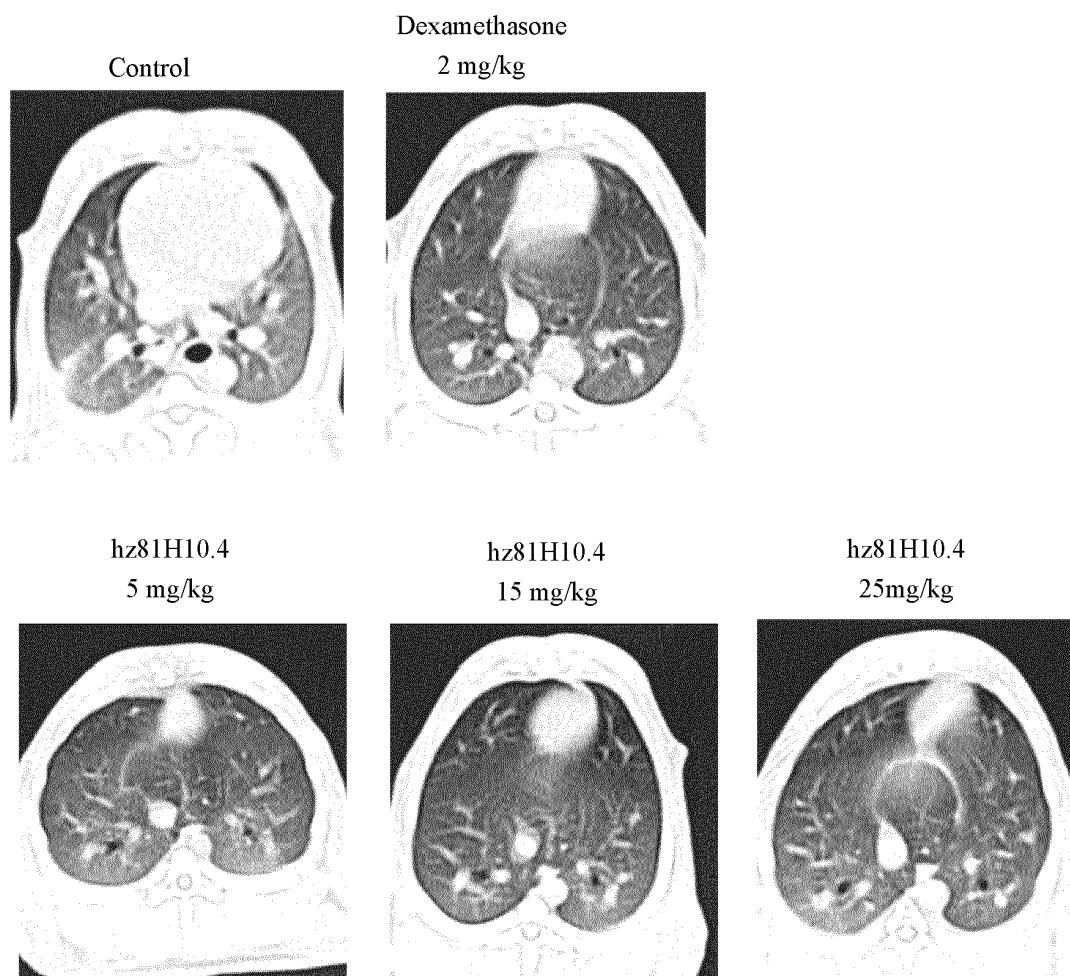 Control
Dexamethasone
2 mg/kg
hz81H10.4
5 mg/kg
hz81H10.4
15 mg/kg
hz81H10.4
25mg/kg